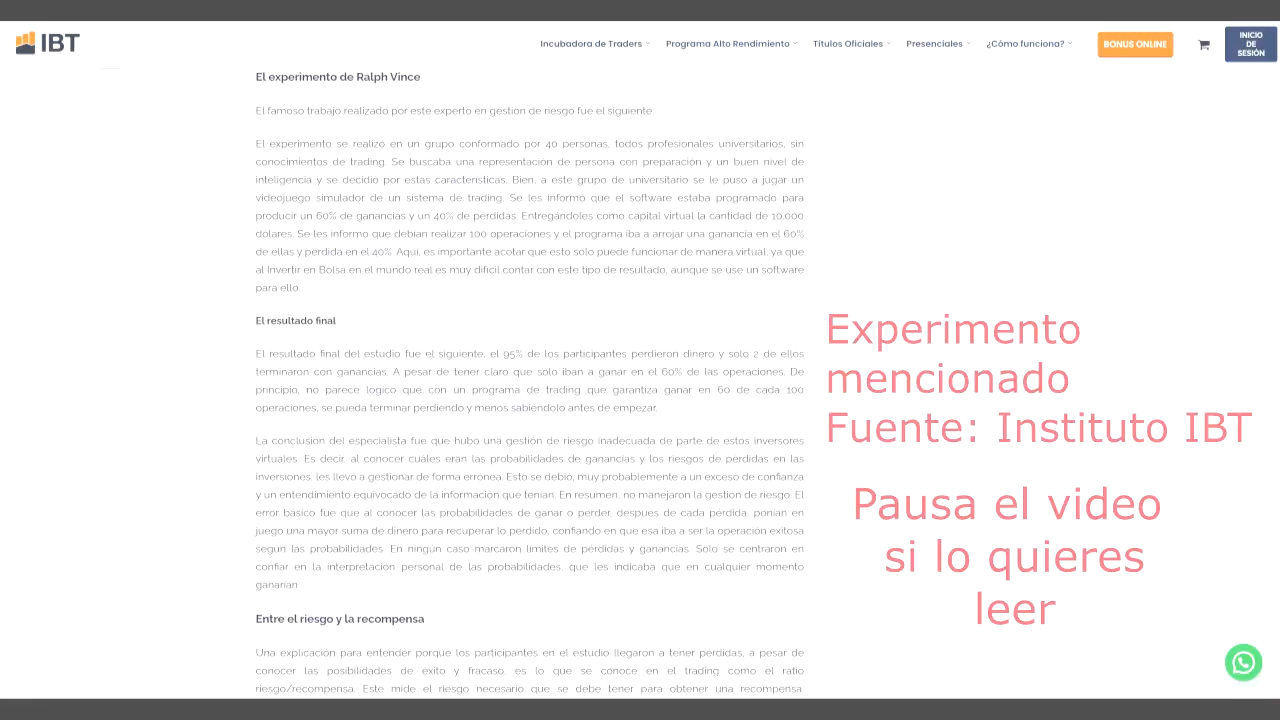 IBT
Incubadora de Traders
Programa Alto Rendimiento
Títulos Oficiales
Presenciales
¿Cómo funciona?
BONUS ONLINE
INICIO
DE
SESIÓN
El experimento de Ralph Vince
El famoso trabajo realizado por este experto en gestion de riesgo fue el siguiente:
El experimento se realizó en un grupo conformado por 40 personas, todos profesionales universitarios, sin
conocimientos de trading. Se buscaba una representación de persona con preparación y un buen nivel de
inteligencia y se decidió por estas características. Bien, a este grupo de universitario se le puso a jugar un
videojuego simulador de un sistema de trading. Se les informó que el software estaba programado para
producir un 60% de ganancias y un 40% de perdidas. Entregándoles como capital virtual la cantidad de 10.000
dólares. Se les informo que debían realizar 100 operaciones y el programa iba a arrojar una ganancia en el 60%
de ellas y perdida en el 40%. Aquí, es importante acotar que esto solo puede funcionar de manera virtual, ya que
al Invertir en Bolsa en el mundo real es muy difícil contar con este tipo de resultado, aunque se use un software
para ello.
El resultado final
El resultado final del estudio fue el siguiente, el 95% de los participantes perdieron dinero y solo 2 de ellos
terminaron con ganancias. A pesar de tener claro que solo iban a ganar en el 60% de las operaciones. De
principio, no parece lógico que con un programa de trading que garantiza ganar en 60 de cada 100
operaciones, se pueda terminar perdiendo y menos sabiéndolo antes de empezar.
La conclusión del especialista fue que hubo una gestión de riesgo inadecuada de parte de estos inversores
virtuales. Es decir, al conocer cuáles eran las probabilidades de ganancias y los riesgos de pérdidas en las
inversiones, les llevó a gestionar de forma errónea. Esto se debió, muy probablemente a un exceso de confianza
y un entendimiento equivocado de la información que tenían. En resumen, no manejaron la gestión de riesgo. El
error básico fue que al conocer las probabilidades de ganar o perder, después de cada perdida, ponían en
juego una mayor suma de dinero para recuperar lo perdido, confiando en que esa iba a ser la operación exitosa
según las probabilidades. En ningún caso marcaron límites de pérdidas y ganancias. Solo se centraron en
confiar en la interpretación persona de las probabilidades, que les indicaba que en cualquier momento
ganarían.
Entre el riesgo y la recompensa
Una explicación para entender porque los participantes en el estudio llegaron a tener pérdidas, a pesar de
conocer las posibilidades de éxito y fracaso, es lo que se conoce en el trading como el ratio
riesgo/recompensa. Este mide el riesgo necesario que se debe tener para obtener una recompensa.
Experimento
mencionado
Fuente: Instituto IBT
Pausa el video
si lo quieres
leer